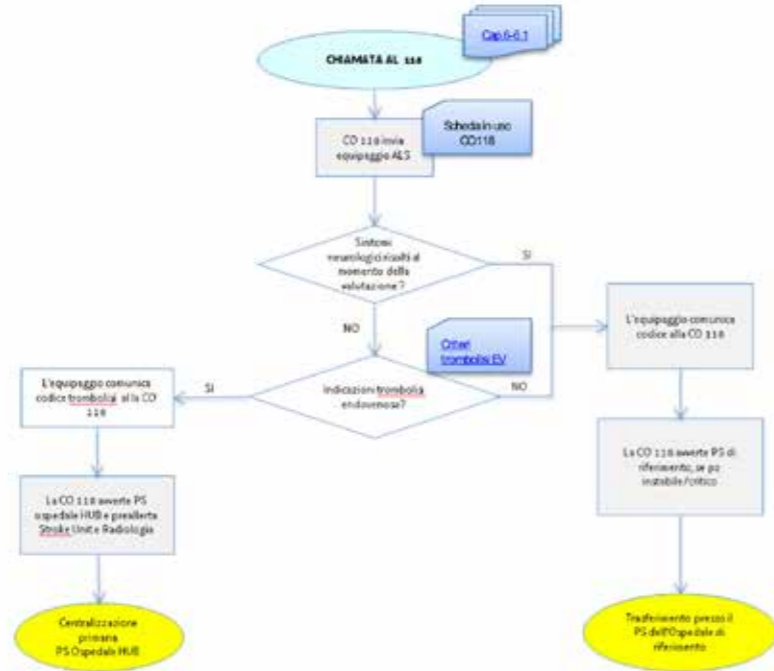 Cap.6-6.1
CHIAMATA AL 118
Scheda in uso
CO118
CO 118 invia
equipaggio ALS
Sintomi
neurologici risolti al
momento della
valutazione ?
SI
NO
L'equipaggio comunica
codice alla CO 118
Criteri
trombolisi EV
Indicazioni trombolisi
endovenosa?
SI
NO
L'equipaggio comunica
codice trombolisi alla CO
118
La CO 118 avverte PS di
riferimento, se pz
instabile/critico
La CO 118 avverte PS
ospedale HUB e preallerta
Stroke Unit e Radiologia
Centralizzazione
primaria
PS Ospedale HUB
Trasferimento presso il
PS dell'Ospedale di
riferimento